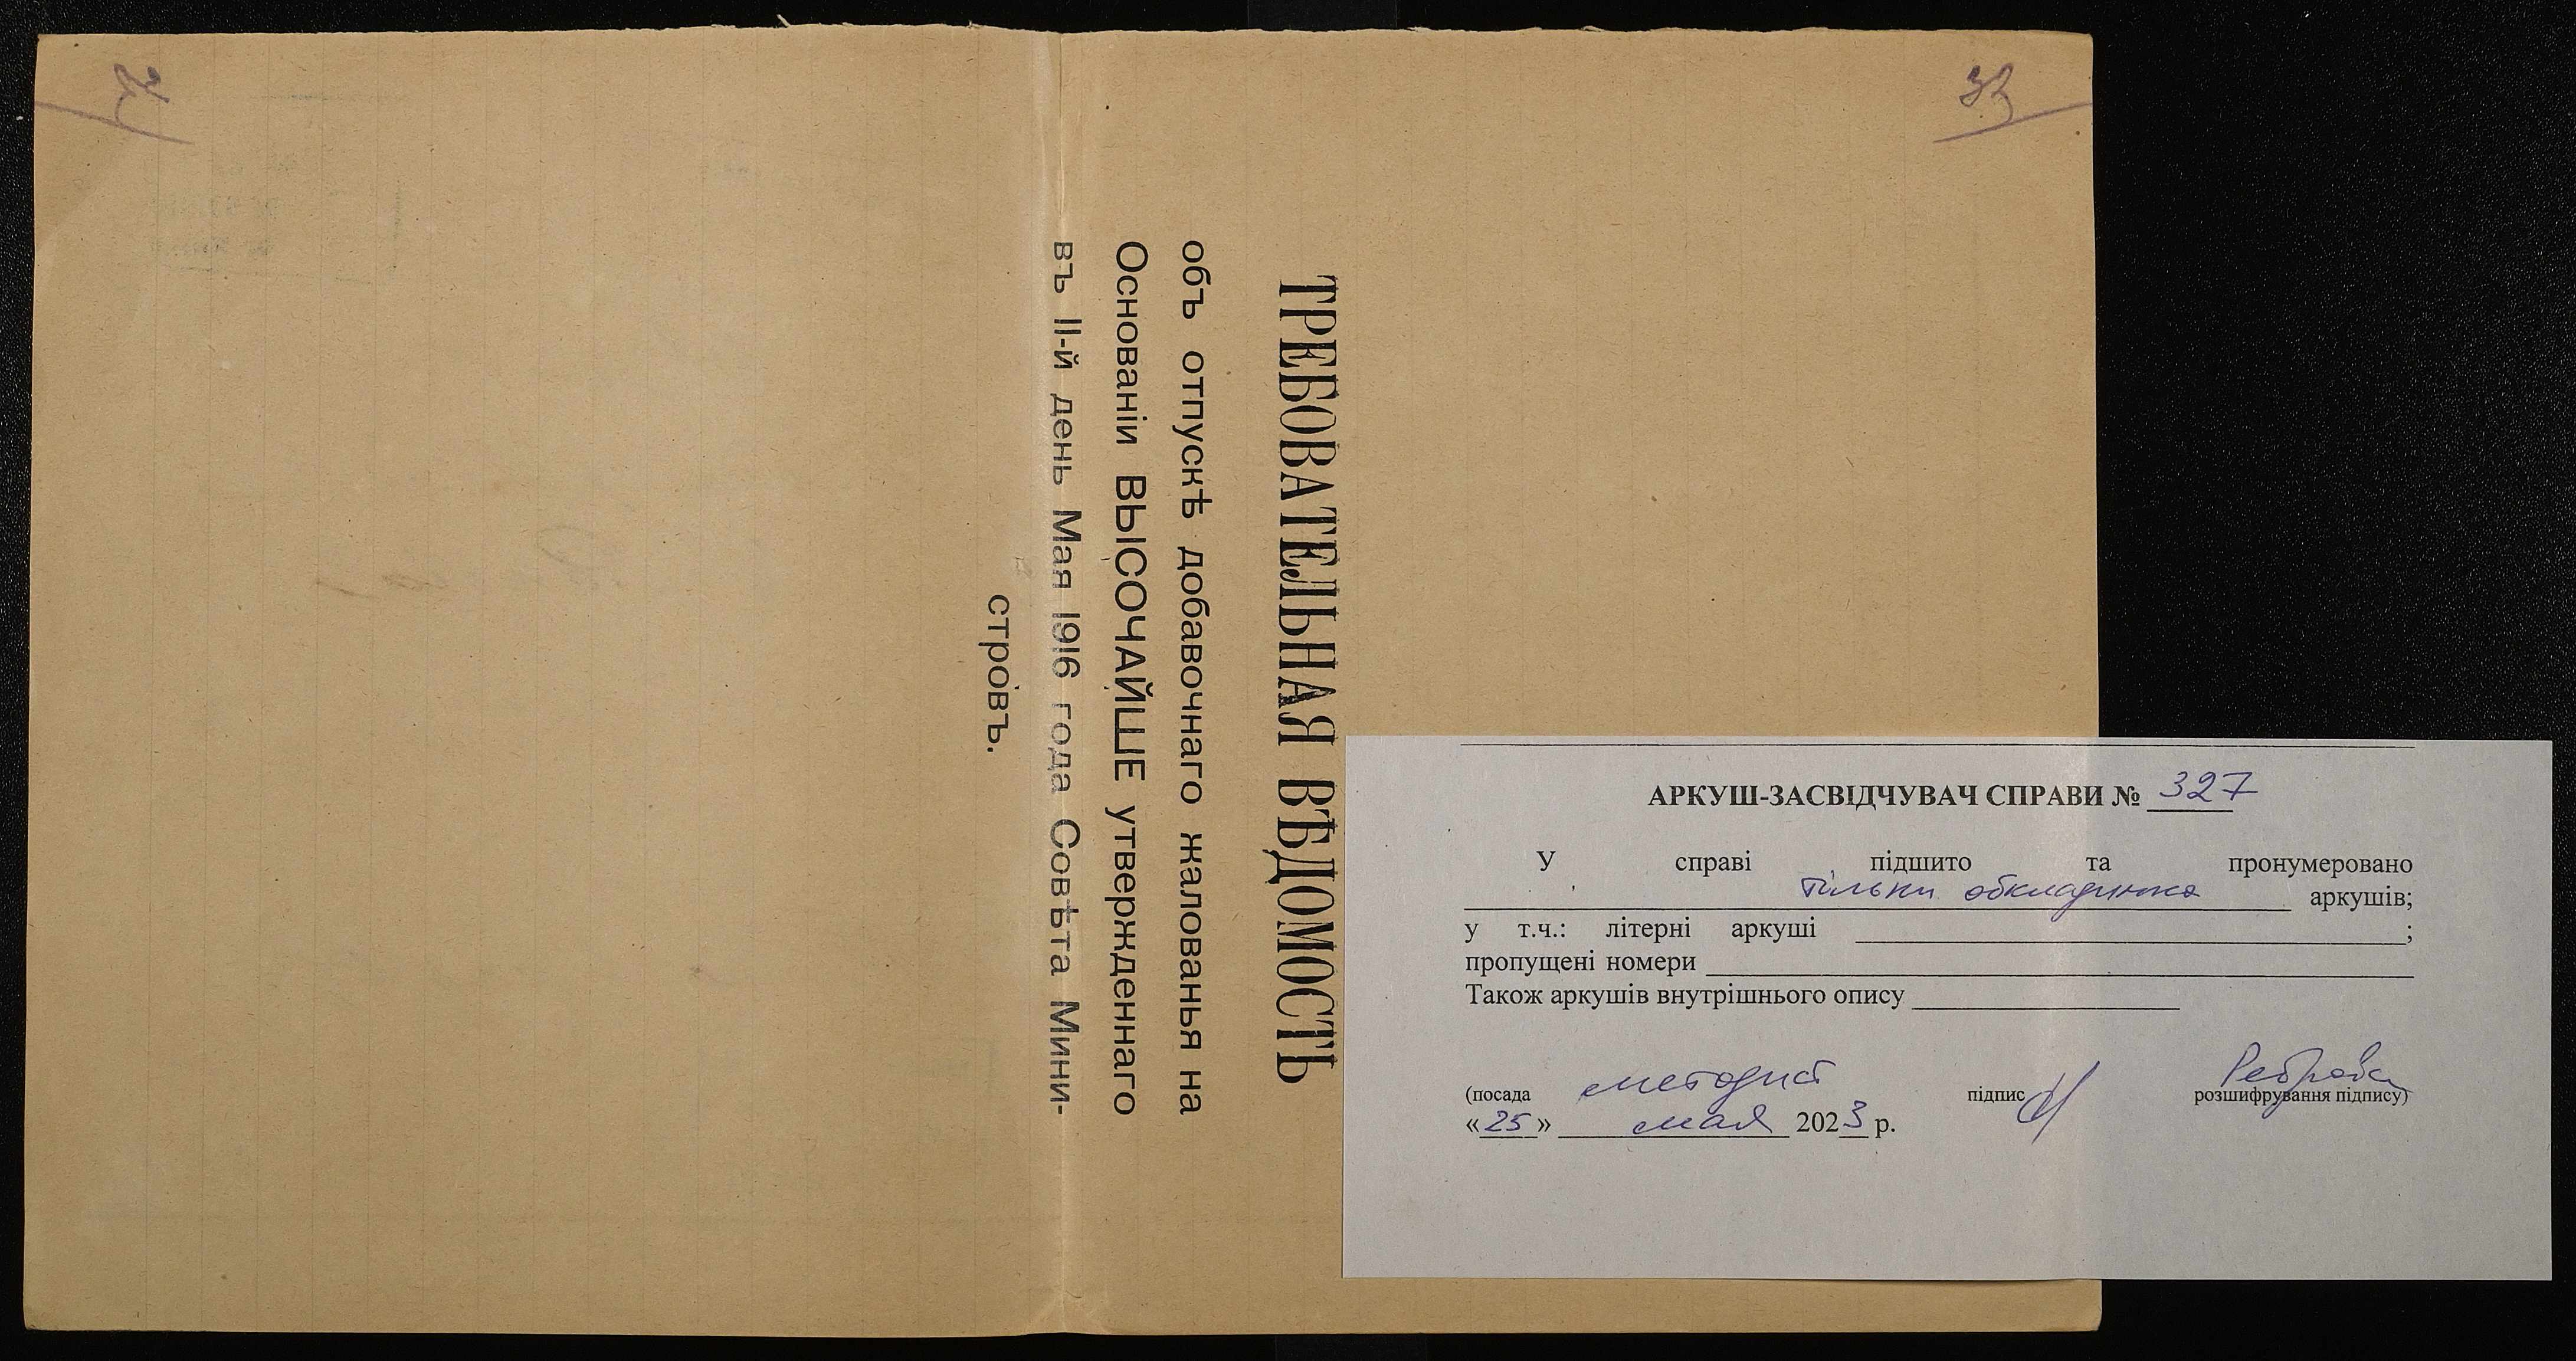 33
ТРЕБОВАТЕЛЬНАЯ ВѢДОМОСТЬ
объ отпускѣ добавочнаго жалованья на
Основаніи ВЫСОЧАЙШЕ утвержденнаго
въ II-й день Мая I9I6 года Совѣта Мини-
стровъ.
АРКУШ-ЗАСВІДЧУВАЧ СПРАВИ № 327
У справі підшито та пронумеровано
тільки обкладинка аркушів;
у т.ч.: літерні аркуші ;
пропущені номери
Також аркушів внутрішнього опису
(посада методист підпис розшифрування підпису)
«25» мая 2023 р.